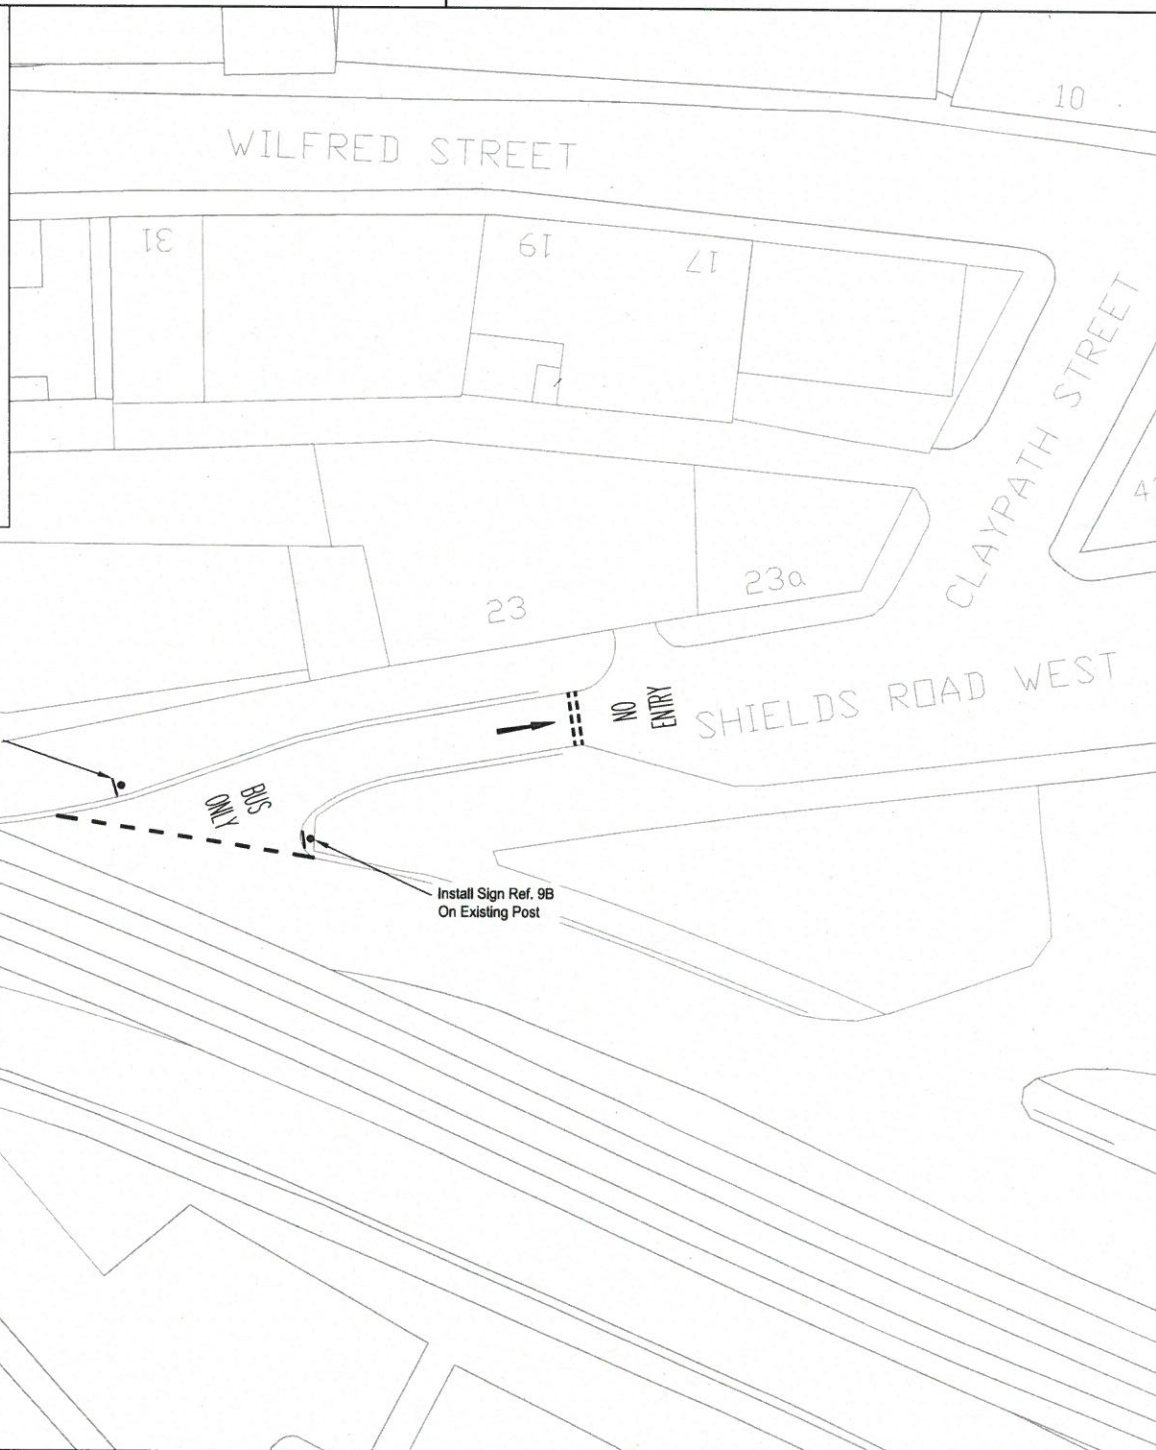 10
WILFRED STREET
31
19
17
CLAYPATH STREET
23
23a
NO
ENTRY
SHIELDS ROAD WEST
BUS
ONLY
Install Sign Ref. 9B
On Existing Post